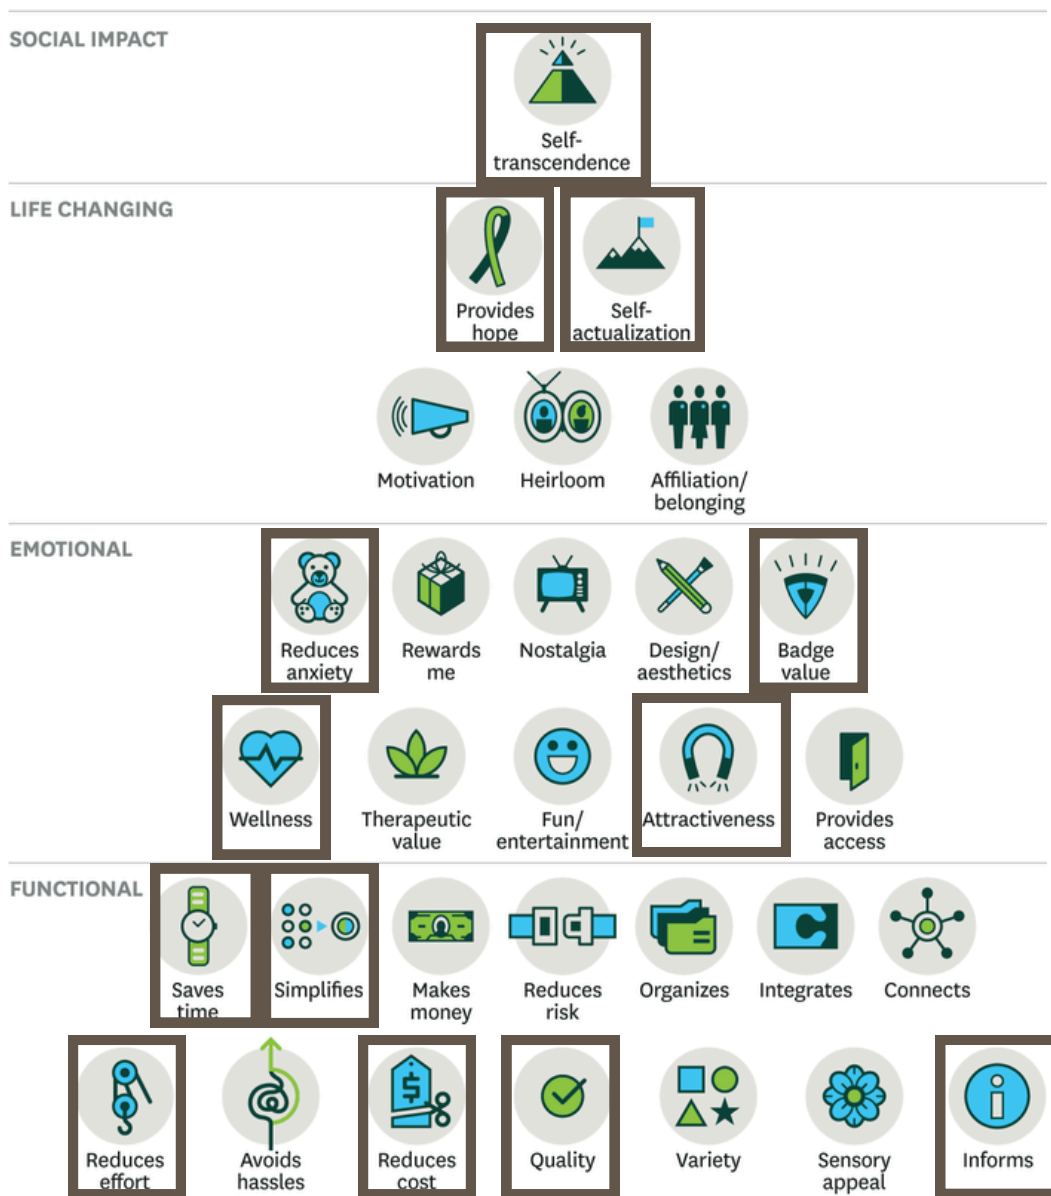 SOCIAL IMPACT
Self-
transcendence
LIFE CHANGING
Provides
hope
Self-
actualization
Motivation
Heirloom
Affiliation/
belonging
EMOTIONAL
Reduces
anxiety
Rewards
me
Nostalgia
Design/
aesthetics
Badge
value
Wellness
Therapeutic
value
Fun/
entertainment
Attractiveness
Provides
access
FUNCTIONAL
Saves
time
Simplifies
Makes
money
Reduces
risk
Organizes
Integrates
Connects
$
Reduces
effort
Avoids
hassles
Reduces
cost
Quality
Variety
Sensory
appeal
i
Informs